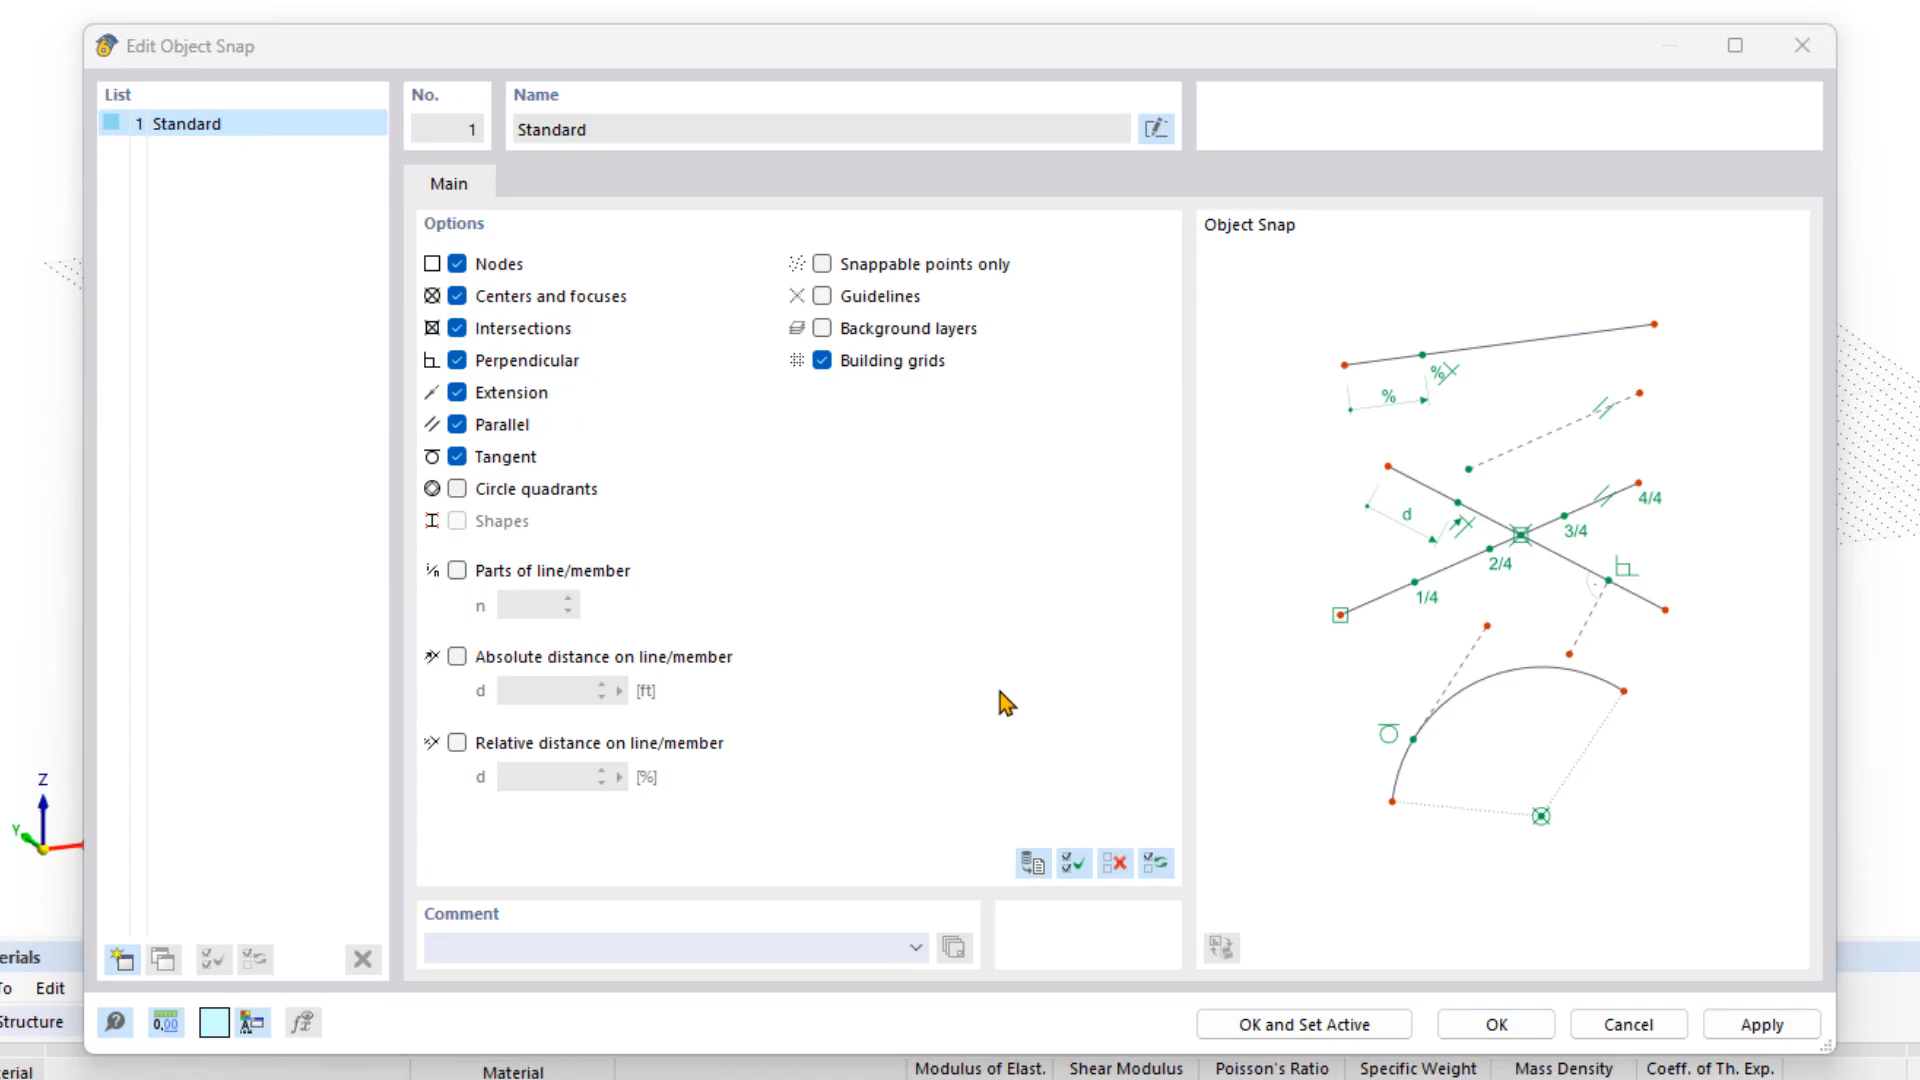 Edit Object Snap
List
1 Standard
No.
1
Name
Standard
Main
Options
Nodes
Centers and focuses
Intersections
Perpendicular
Extension
Parallel
Tangent
Circle quadrants
Shapes
Parts of line/member
n
Absolute distance on line/member
d [ft]
Relative distance on line/member
d [%]
Snappable points only
Guidelines
Background layers
Building grids
Object Snap
%
%
d
4/4
3/4
2/4
1/4
Comment
Z
Y
erials
To Edit
Structure
0,00
OK and Set Active
OK
Cancel
Apply
erial
Material
Modulus of Elast.
Shear Modulus
Poisson's Ratio
Specific Weight
Mass Density
Coeff. of Th. Exp.